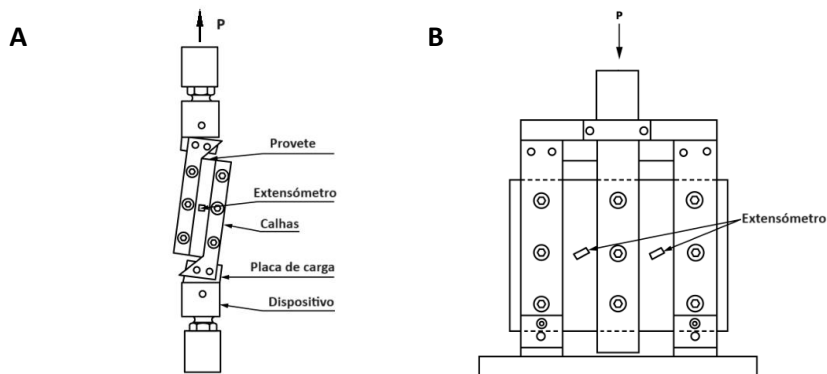 A
P
Provete
Extensómetro
Calhas
Placa de carga
Dispositivo
B
P
Extensómetro